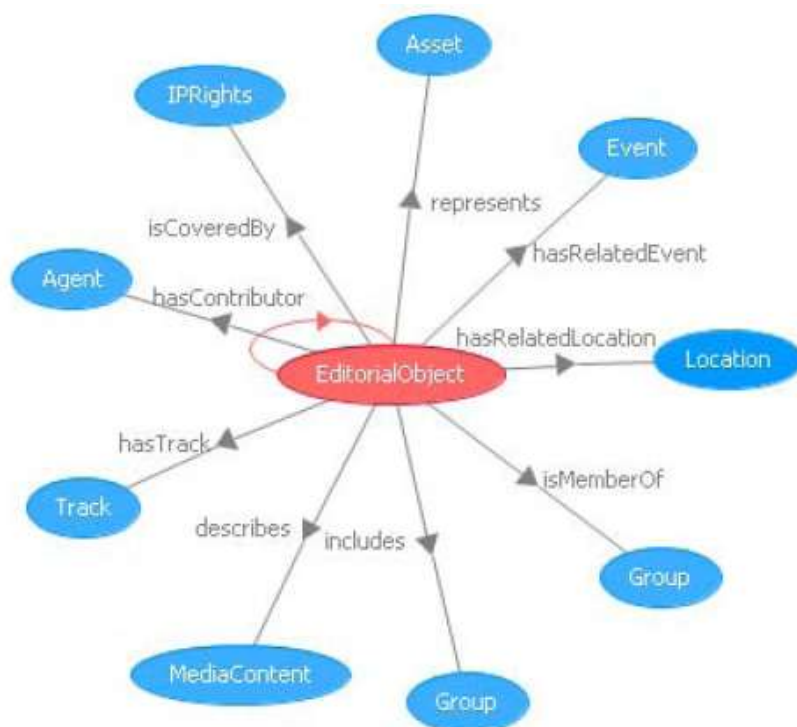 Asset
IPRights
Event
represents
isCoveredBy
hasRelatedEvent
Agent
hasContributor
hasRelatedLocation
Location
EditorialObject
hasTrack
isMemberOf
Track
describes
includes
Group
MediaContent
Group